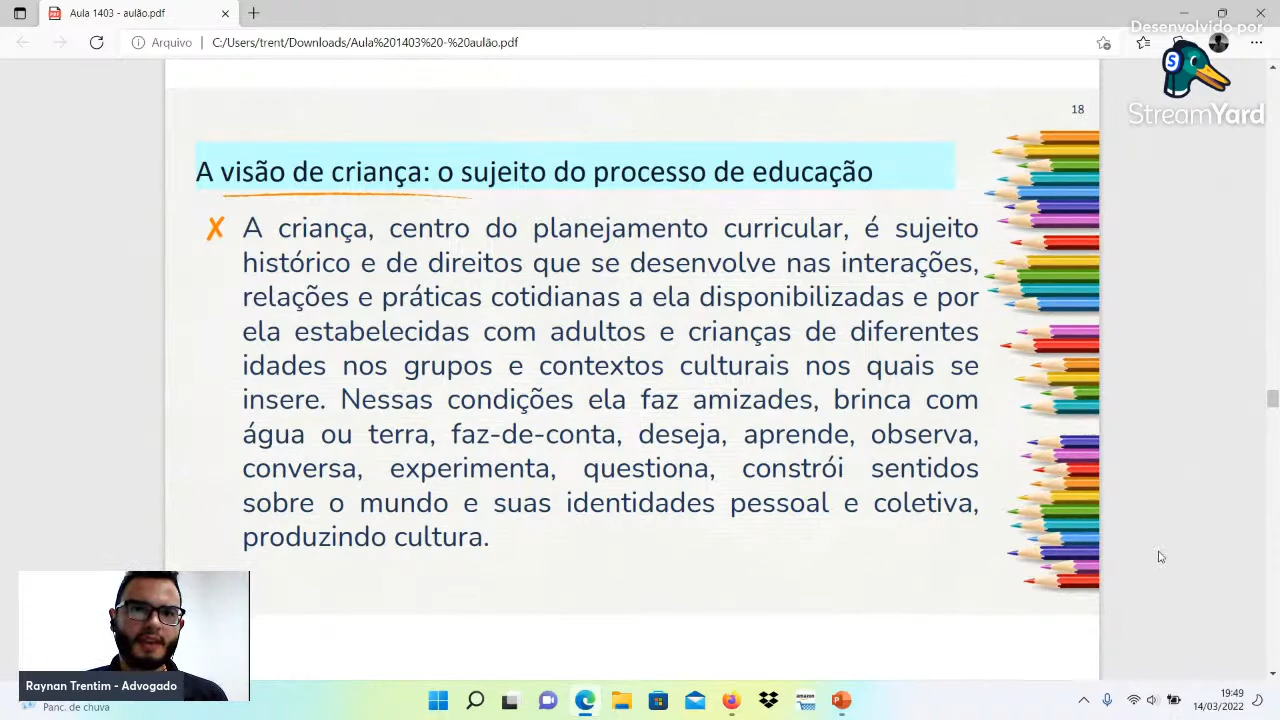 Aula 1403 - aulão.pdf
Arquivo
C:/Users/trent/Downloads/Aula%201403%20-%20aulão.pdf
Desenvolvido por
S
StreamYard
18
A visão de criança: o sujeito do processo de educação
A criança, centro do planejamento curricular, é sujeito
histórico e de direitos que se desenvolve nas interações,
relações e práticas cotidianas a ela disponibilizadas e por
ela estabelecidas com adultos e crianças de diferentes
idades nos grupos e contextos culturais nos quais se
insere. Nessas condições ela faz amizades, brinca com
água ou terra, faz-de-conta, deseja, aprende, observa,
conversa, experimenta, questiona, constrói sentidos
sobre o mundo e suas identidades pessoal e coletiva,
produzindo cultura.
Raynan Trentim - Advogado
Panc. de chuva
amazon
19:49
14/03/2022